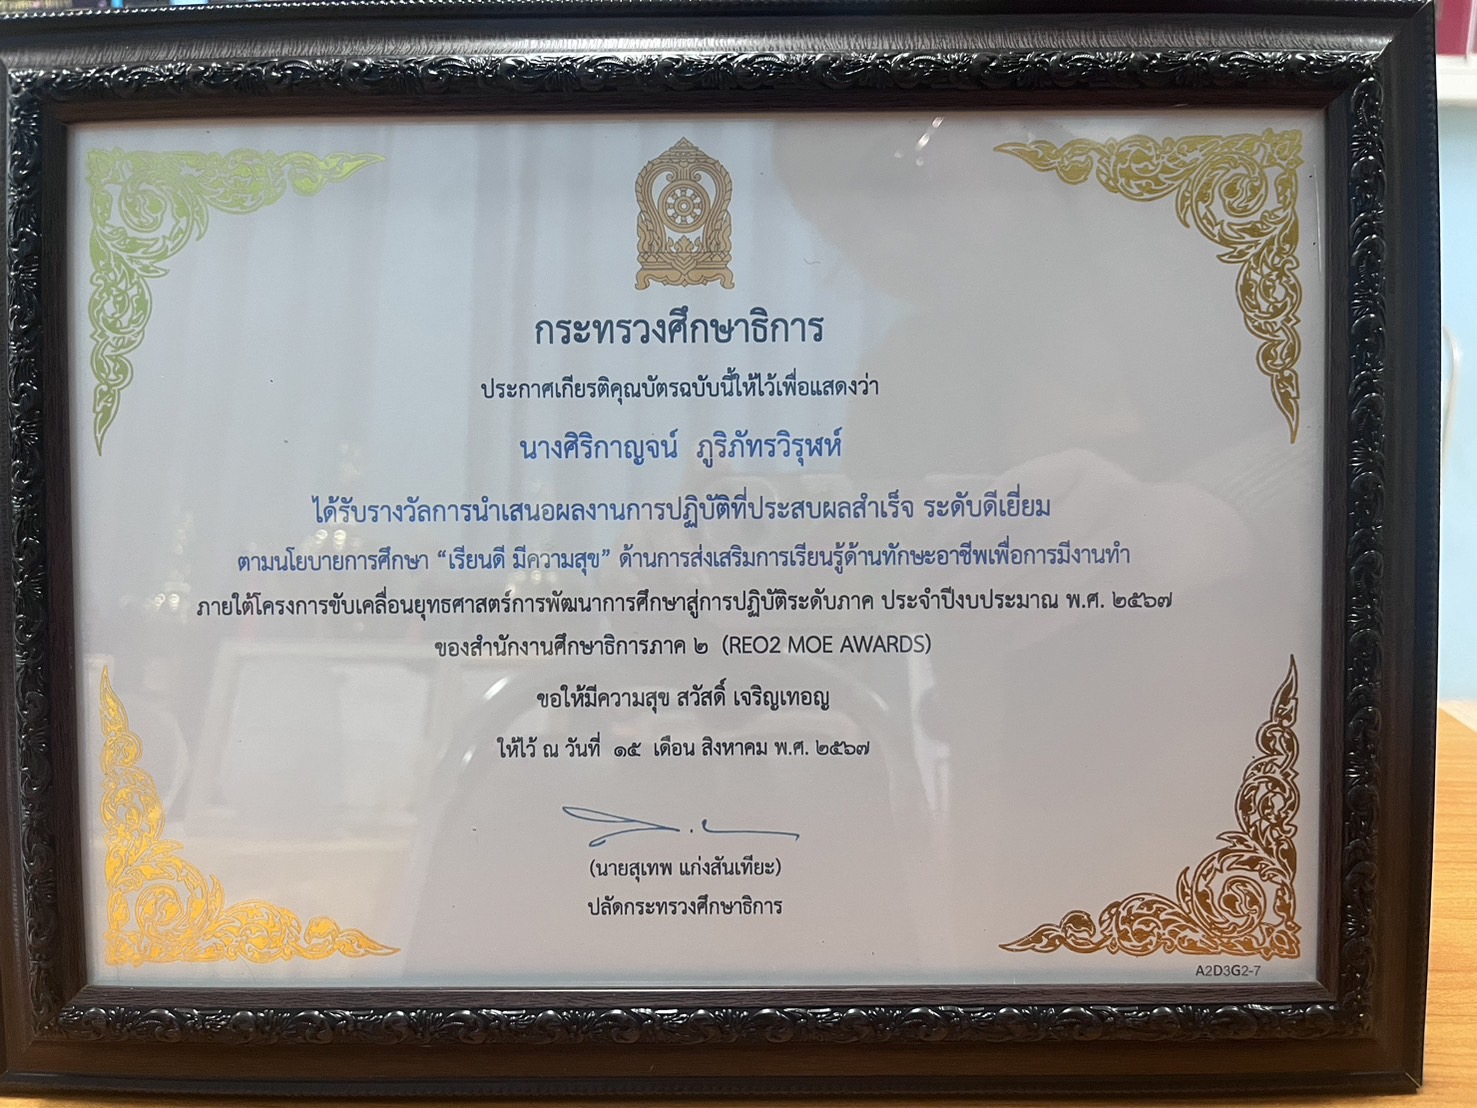 กระทรวงศึกษาธิการ
ประกาศเกียรติคุณบัตรฉบับนี้ให้ไว้เพื่อแสดงว่า
นางศิริกาญจน์ ภูริภัทรวิรุฬห์
ได้รับรางวัลการนำเสนอผลงานการปฏิบัติที่ประสบผลสำเร็จ ระดับดีเยี่ยม
ตามนโยบายการศึกษา “เรียนดี มีความสุข” ด้านการส่งเสริมการเรียนรู้ด้านทักษะอาชีพเพื่อการมีงานทำ
ภายใต้โครงการขับเคลื่อนยุทธศาสตร์การพัฒนาการศึกษาสู่การปฏิบัติระดับภาค ประจำปีงบประมาณ พ.ศ. ๒๕๖๗
ของสำนักงานศึกษาธิการภาค ๒ (REO2 MOE AWARDS)
ขอให้มีความสุข สวัสดิ์ เจริญเทอญ
ให้ไว้ ณ วันที่ ๑๕ เดือน สิงหาคม พ.ศ. ๒๕๖๗
(นายสุเทพ แก่งสันเทียะ)
ปลัดกระทรวงศึกษาธิการ
A2D3G2-7